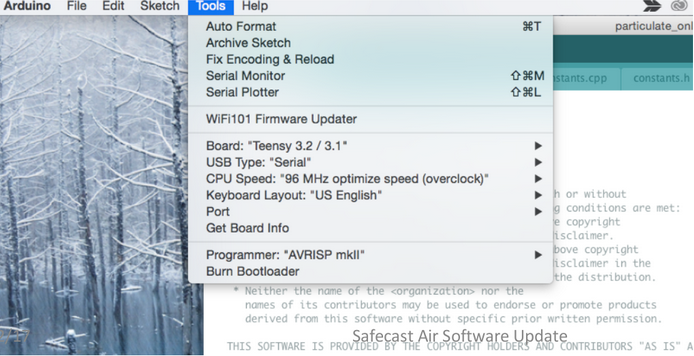 Arduino File Edit Sketch Tools Help
Auto Format ⌘T
Archive Sketch
Fix Encoding & Reload
Serial Monitor ⇧⌘M
Serial Plotter ⇧⌘L
WiFi101 Firmware Updater
Board: "Teensy 3.2 / 3.1"
USB Type: "Serial"
CPU Speed: "96 MHz optimize speed (overclock)"
Keyboard Layout: "US English"
Port
Get Board Info
Programmer: "AVRISP mkII"
Burn Bootloader
particulate_onl
nstants.cpp constants.h
h or without
g conditions are met:
e copyright
isclaimer.
bove copyright
disclaimer in the
the distribution.
* Neither the name of the <organization> nor the
names of its contributors may be used to endorse or promote products
derived from this software without specific prior written permission.
Safecast Air Software Update
THIS SOFTWARE IS PROVIDED BY THE COPYRIGHT HOLDERS AND CONTRIBUTORS "AS IS" A